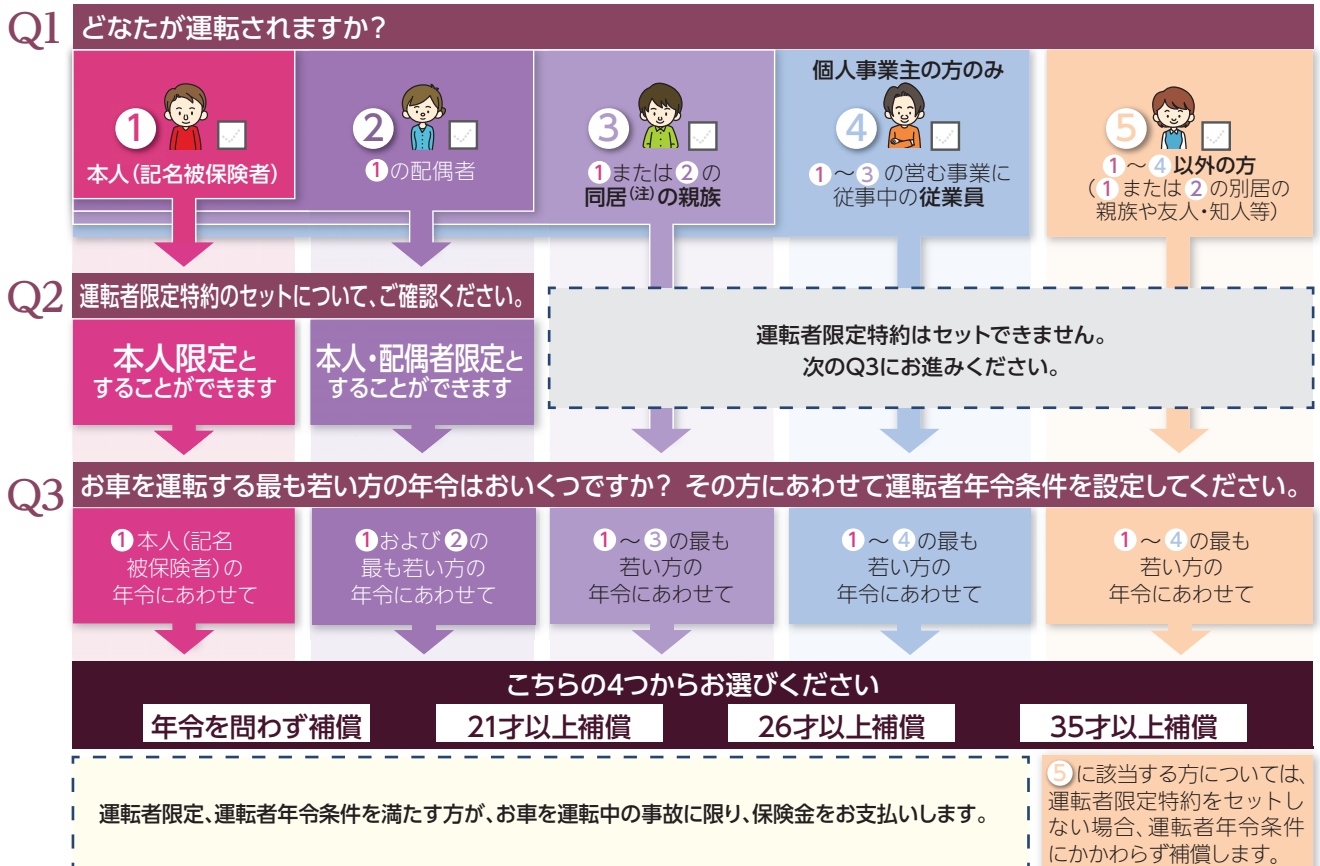 Q1 どなたが運転されますか?
1
本人(記名被保険者)
2
1の配偶者
3
1または2の
同居(注)の親族
個人事業主の方のみ
4
1～3の営む事業に
従事中の従業員
5
1～4以外の方
(1または2の別居の
親族や友人・知人等)
Q2 運転者限定特約のセットについて、ご確認ください。
本人限定と
することができます
本人・配偶者限定と
することができます
運転者限定特約はセットできません。
次のQ3にお進みください。
Q3 お車を運転する最も若い方の年令はおいくつですか? その方にあわせて運転者年令条件を設定してください。
1本人(記名
被保険者)の
年令にあわせて
1および2の
最も若い方の
年令にあわせて
1～3の最も
若い方の
年令にあわせて
1～4の最も
若い方の
年令にあわせて
1～4の最も
若い方の
年令にあわせて
こちらの4つからお選びください
年令を問わず補償
21才以上補償
26才以上補償
35才以上補償
運転者限定、運転者年令条件を満たす方が、お車を運転中の事故に限り、保険金をお支払いします。
5に該当する方については、
運転者限定特約をセットし
ない場合、運転者年令条件
にかかわらず補償します。